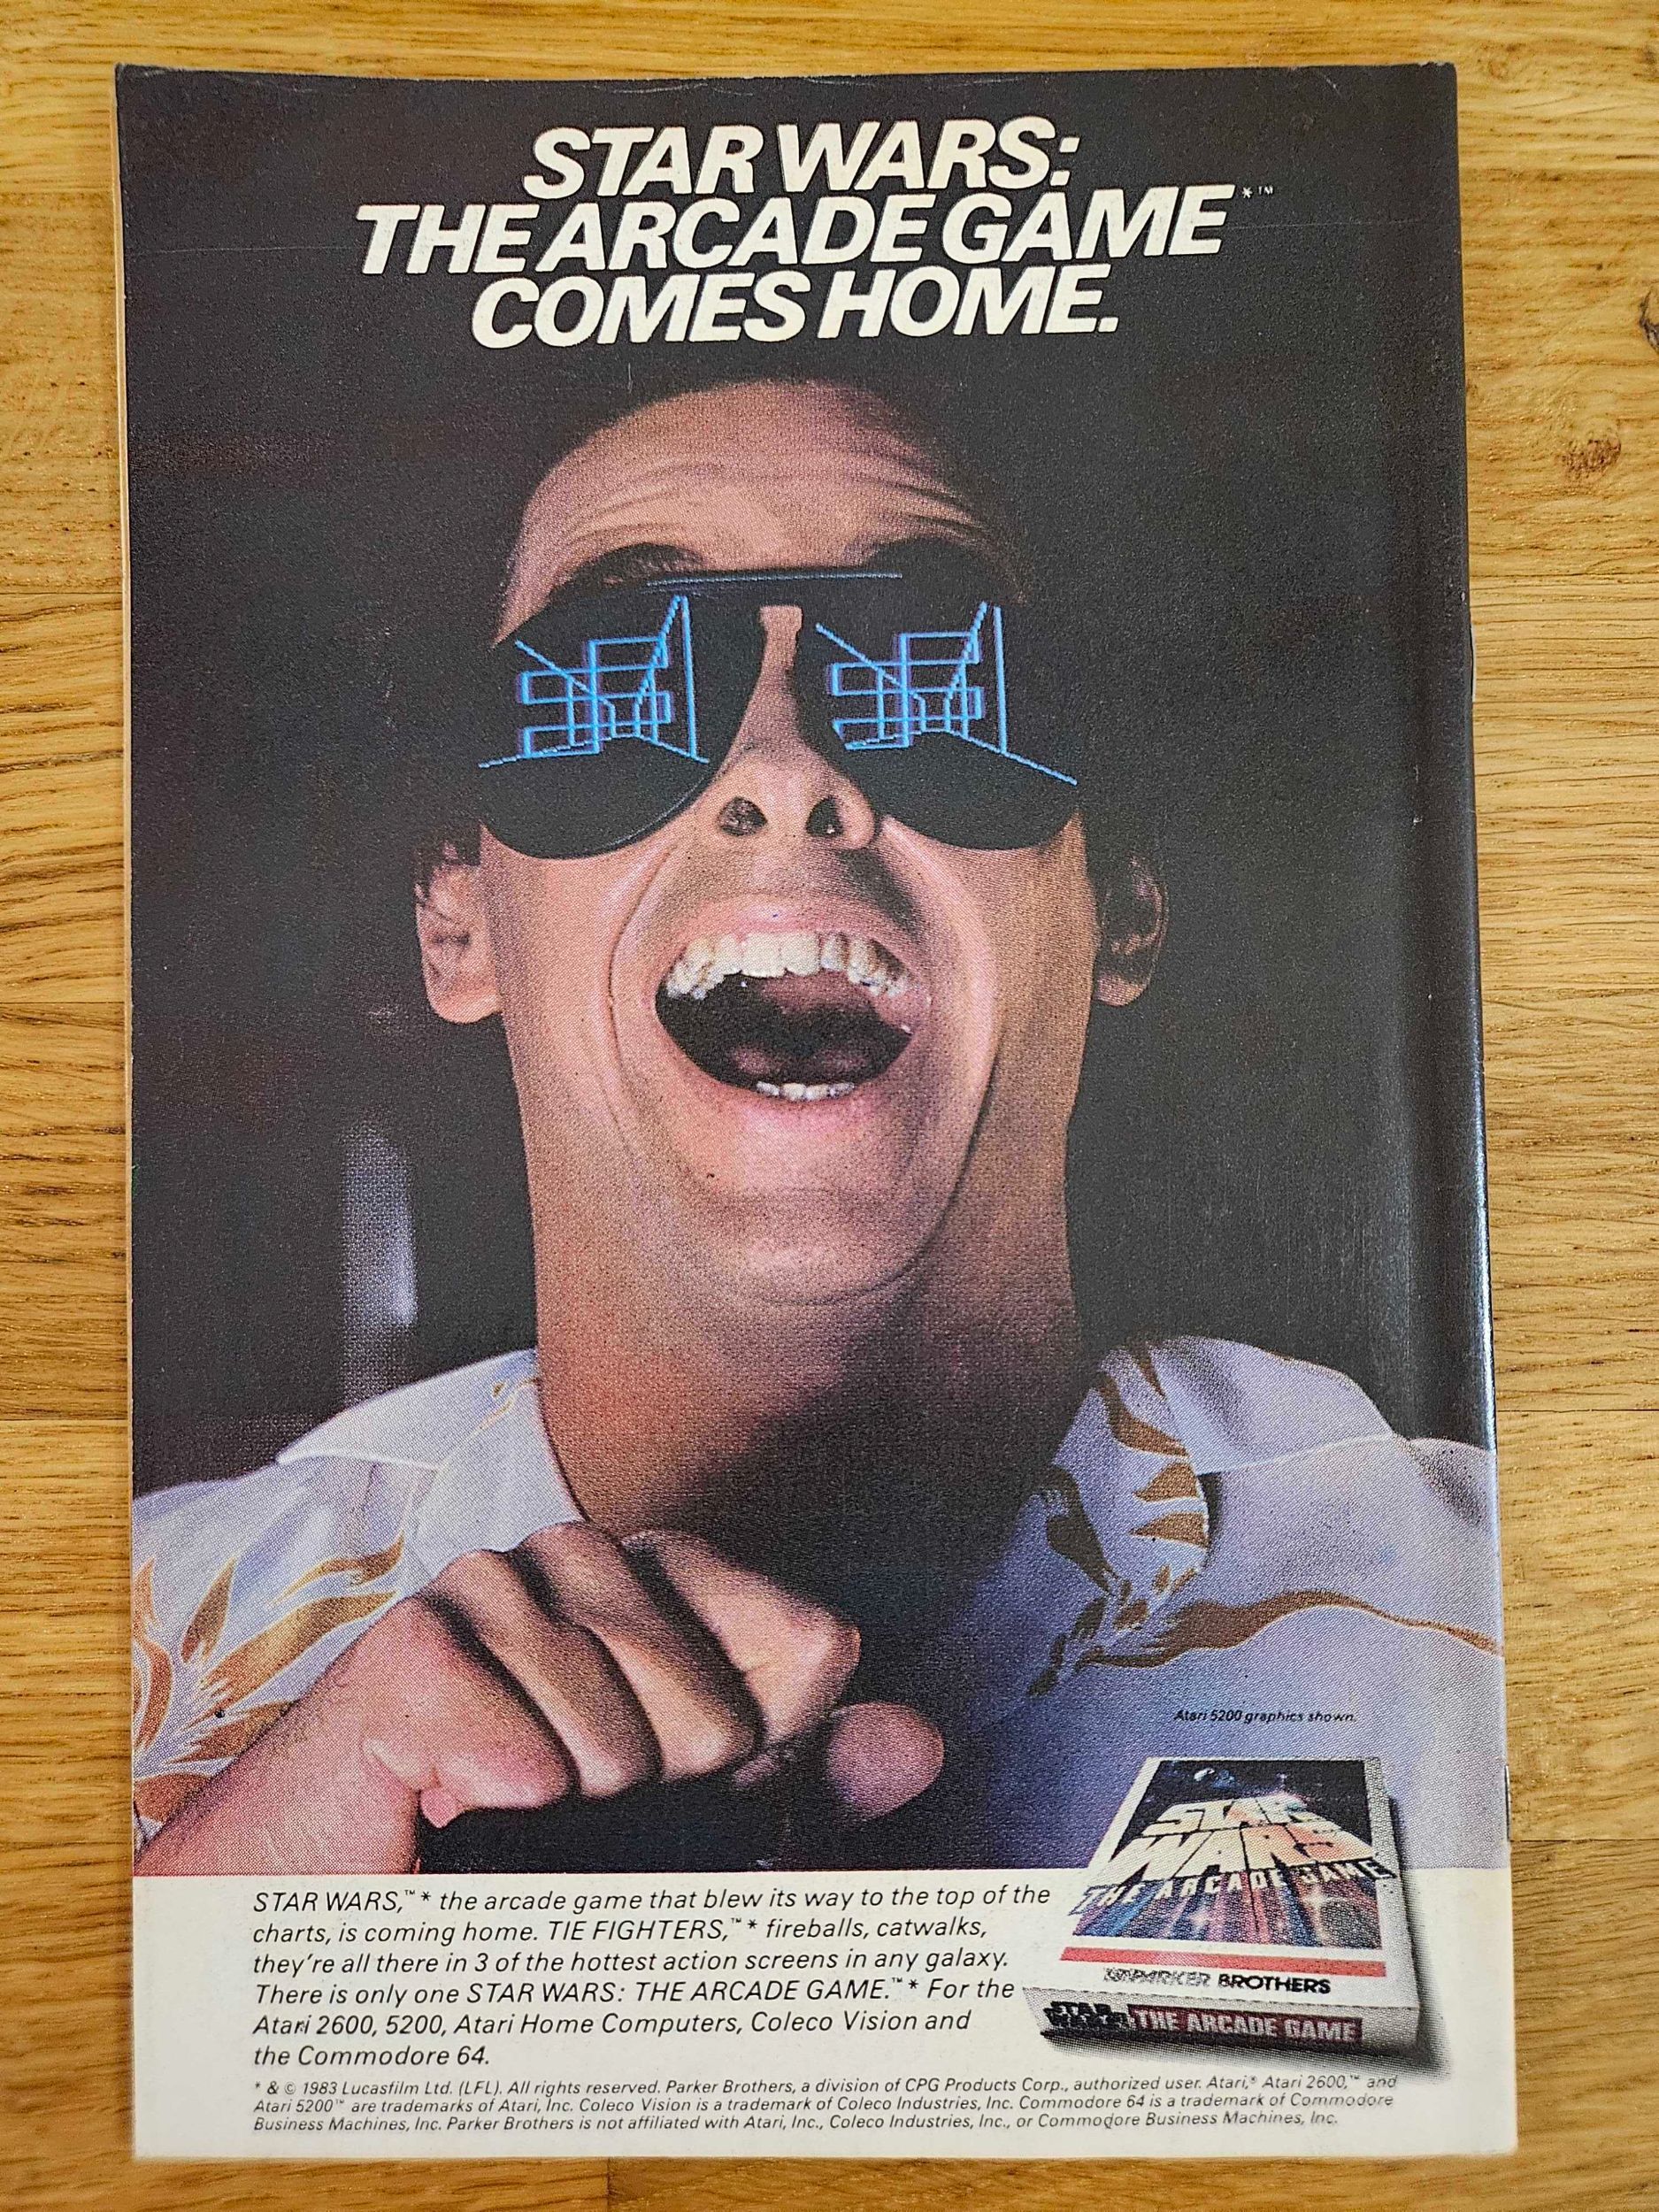 STAR WARS:
THE ARCADE GAME*™
COMES HOME.
Atari 5200 graphics shown.
STAR WARS
THE ARCADE GAME
PARKER BROTHERS
STAR WARS THE ARCADE GAME
STAR WARS,™* the arcade game that blew its way to the top of the
charts, is coming home. TIE FIGHTERS,™* fireballs, catwalks,
they're all there in 3 of the hottest action screens in any galaxy.
There is only one STAR WARS: THE ARCADE GAME.™* For the
Atari 2600, 5200, Atari Home Computers, Coleco Vision and
the Commodore 64.
* & © 1983 Lucasfilm Ltd. (LFL). All rights reserved. Parker Brothers, a division of CPG Products Corp., authorized user. Atari,® Atari 2600,™ and
Atari 5200™ are trademarks of Atari, Inc. Coleco Vision is a trademark of Coleco Industries, Inc. Commodore 64 is a trademark of Commodore
Business Machines, Inc. Parker Brothers is not affiliated with Atari, Inc., Coleco Industries, Inc., or Commodore Business Machines, Inc.